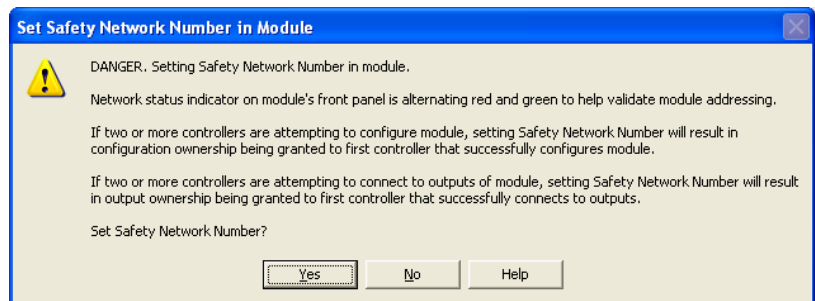 Set Safety Network Number in Module
DANGER. Setting Safety Network Number in module.
Network status indicator on module's front panel is alternating red and green to help validate module addressing.
If two or more controllers are attempting to configure module, setting Safety Network Number will result in
configuration ownership being granted to first controller that successfully configures module.
If two or more controllers are attempting to connect to outputs of module, setting Safety Network Number will result
in output ownership being granted to first controller that successfully connects to outputs.
Set Safety Network Number?
Yes No Help